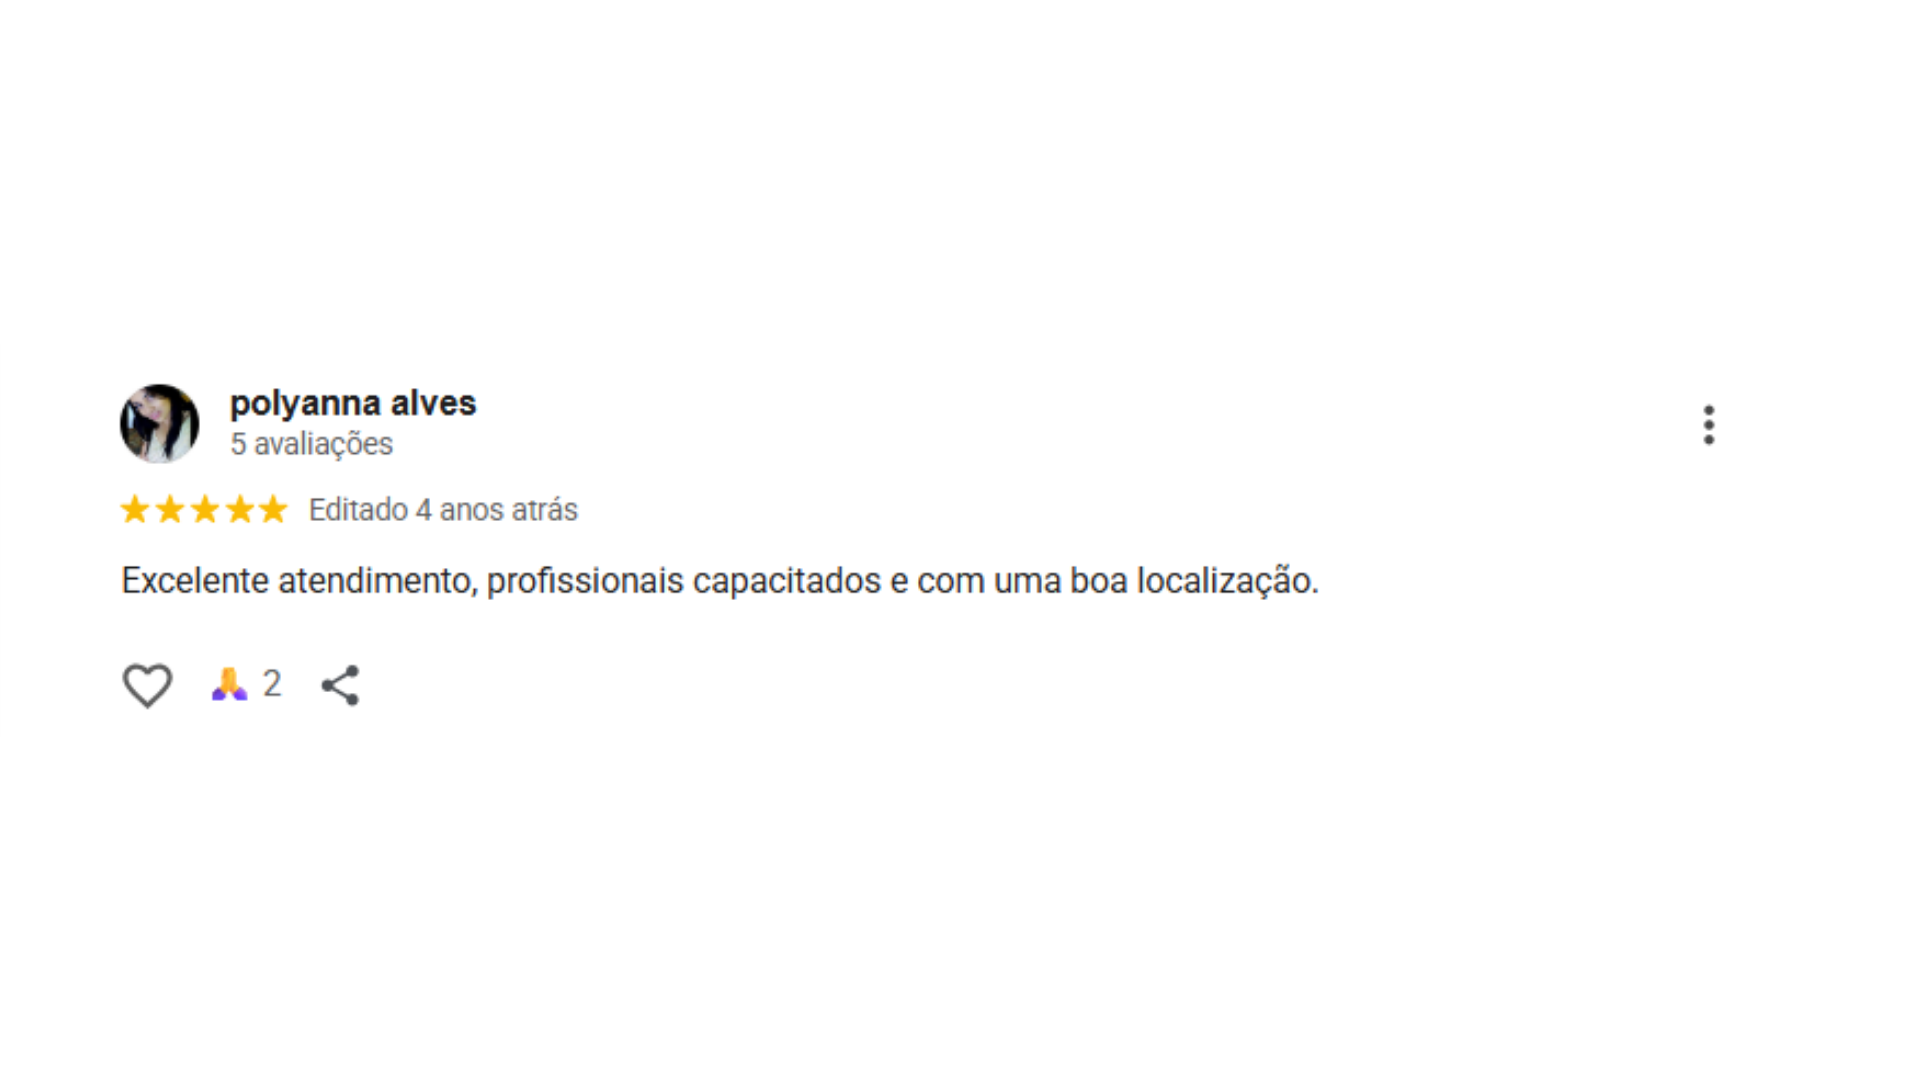 polyanna alves
5 avaliações
Editado 4 anos atrás
Excelente atendimento, profissionais capacitados e com uma boa localização.
2